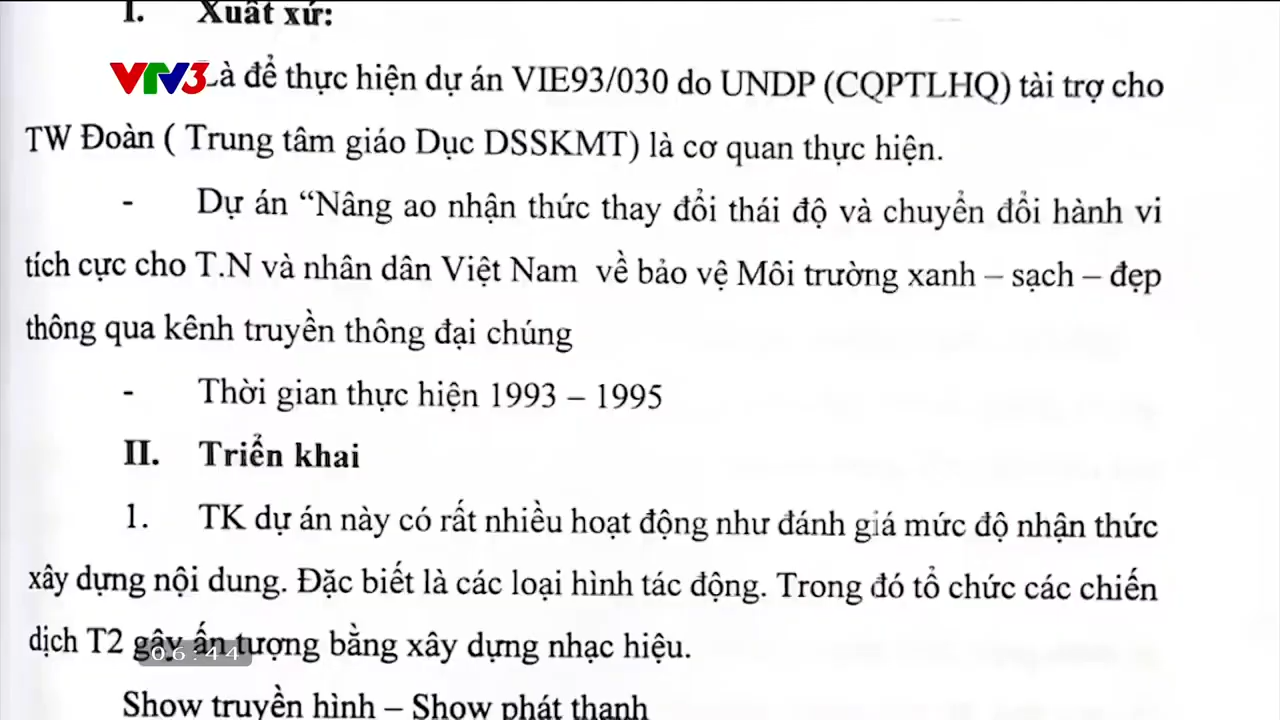 I. Xuất xứ:
VTV3 Là để thực hiện dự án VIE93/030 do UNDP (CQPTLHQ) tài trợ cho
TW Đoàn ( Trung tâm giáo Dục DSSKMT) là cơ quan thực hiện.
- Dự án “Nâng ao nhận thức thay đổi thái độ và chuyển đổi hành vi
tích cực cho T.N và nhân dân Việt Nam về bảo vệ Môi trường xanh – sạch – đẹp
thông qua kênh truyền thông đại chúng
- Thời gian thực hiện 1993 – 1995
II. Triển khai
1. TK dự án này có rất nhiều hoạt động như đánh giá mức độ nhận thức
xây dựng nội dung. Đặc biệt là các loại hình tác động. Trong đó tổ chức các chiến
dịch T2 gây ấn tượng bằng xây dựng nhạc hiệu.
06:44
Show truyền hình – Show phát thanh